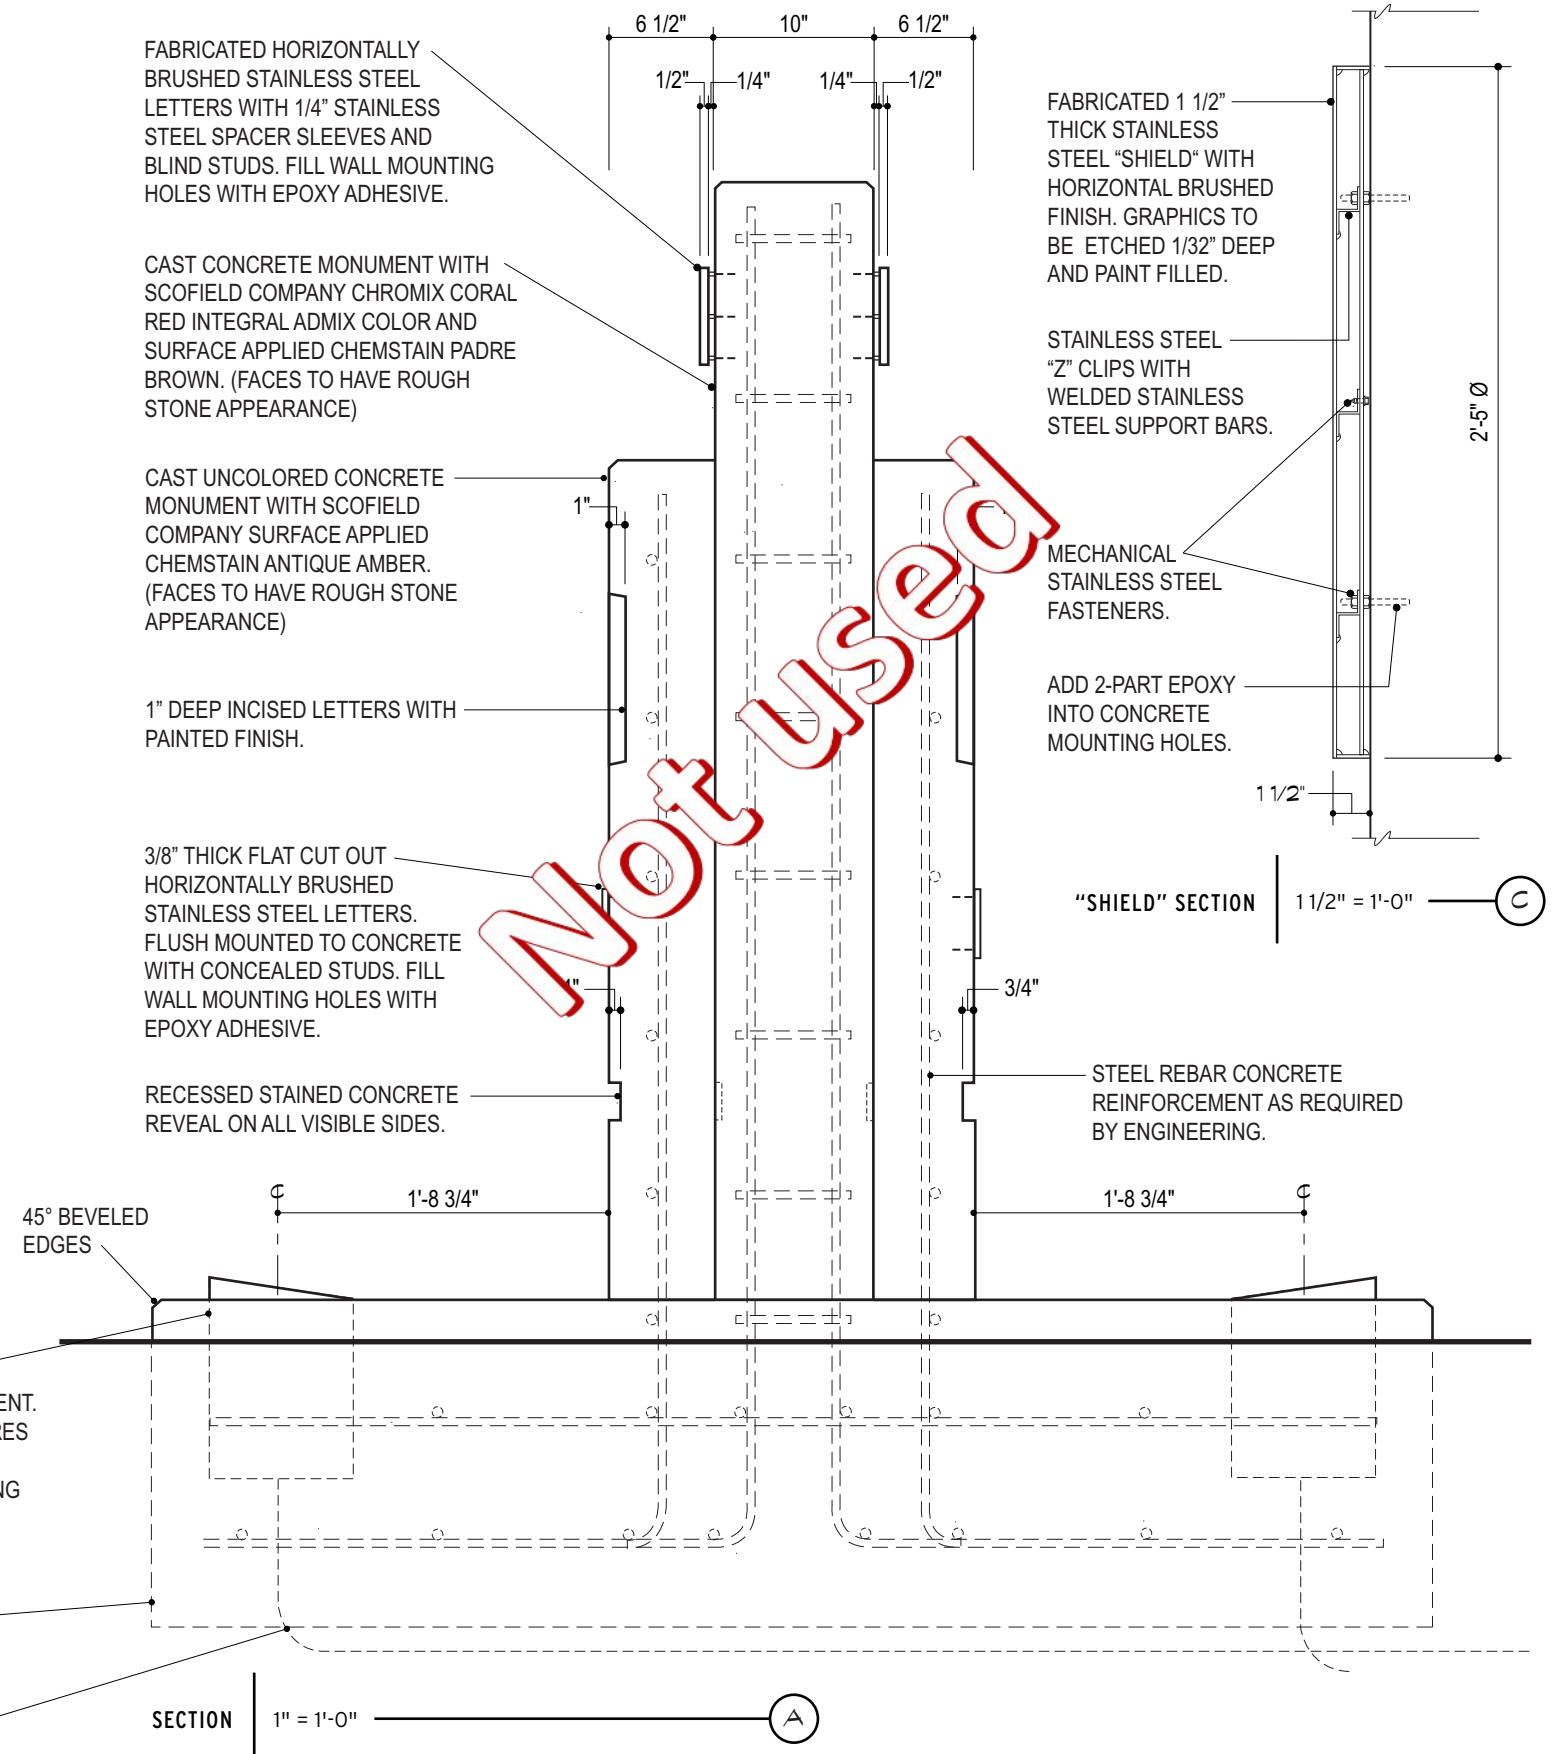 6 1/2"
10"
6 1/2"
1/2"
1/4"
1/4"
1/2"
FABRICATED HORIZONTALLY
BRUSHED STAINLESS STEEL
LETTERS WITH 1/4” STAINLESS
STEEL SPACER SLEEVES AND
BLIND STUDS. FILL WALL MOUNTING
HOLES WITH EPOXY ADHESIVE.
CAST CONCRETE MONUMENT WITH
SCOFIELD COMPANY CHROMIX CORAL
RED INTEGRAL ADMIX COLOR AND
SURFACE APPLIED CHEMSTAIN PADRE
BROWN. (FACES TO HAVE ROUGH
STONE APPEARANCE)
CAST UNCOLORED CONCRETE
MONUMENT WITH SCOFIELD
COMPANY SURFACE APPLIED
CHEMSTAIN ANTIQUE AMBER.
(FACES TO HAVE ROUGH STONE
APPEARANCE)
1"
1” DEEP INCISED LETTERS WITH
PAINTED FINISH.
3/8” THICK FLAT CUT OUT
HORIZONTALLY BRUSHED
STAINLESS STEEL LETTERS.
FLUSH MOUNTED TO CONCRETE
WITH CONCEALED STUDS. FILL
WALL MOUNTING HOLES WITH
EPOXY ADHESIVE.
RECESSED STAINED CONCRETE
REVEAL ON ALL VISIBLE SIDES.
Not used
3/4"
STEEL REBAR CONCRETE
REINFORCEMENT AS REQUIRED
BY ENGINEERING.
FABRICATED 1 1/2”
THICK STAINLESS
STEEL “SHIELD“ WITH
HORIZONTAL BRUSHED
FINISH. GRAPHICS TO
BE ETCHED 1/32” DEEP
AND PAINT FILLED.
STAINLESS STEEL
“Z” CLIPS WITH
WELDED STAINLESS
STEEL SUPPORT BARS.
MECHANICAL
STAINLESS STEEL
FASTENERS.
ADD 2-PART EPOXY
INTO CONCRETE
MOUNTING HOLES.
2'-5" Ø
1 1/2"
"SHIELD" SECTION
1 1/2" = 1'-0"
C
1'-8 3/4"
1'-8 3/4"
45° BEVELED
EDGES
ENT.
RES
NG
SECTION
1" = 1'-0"
A